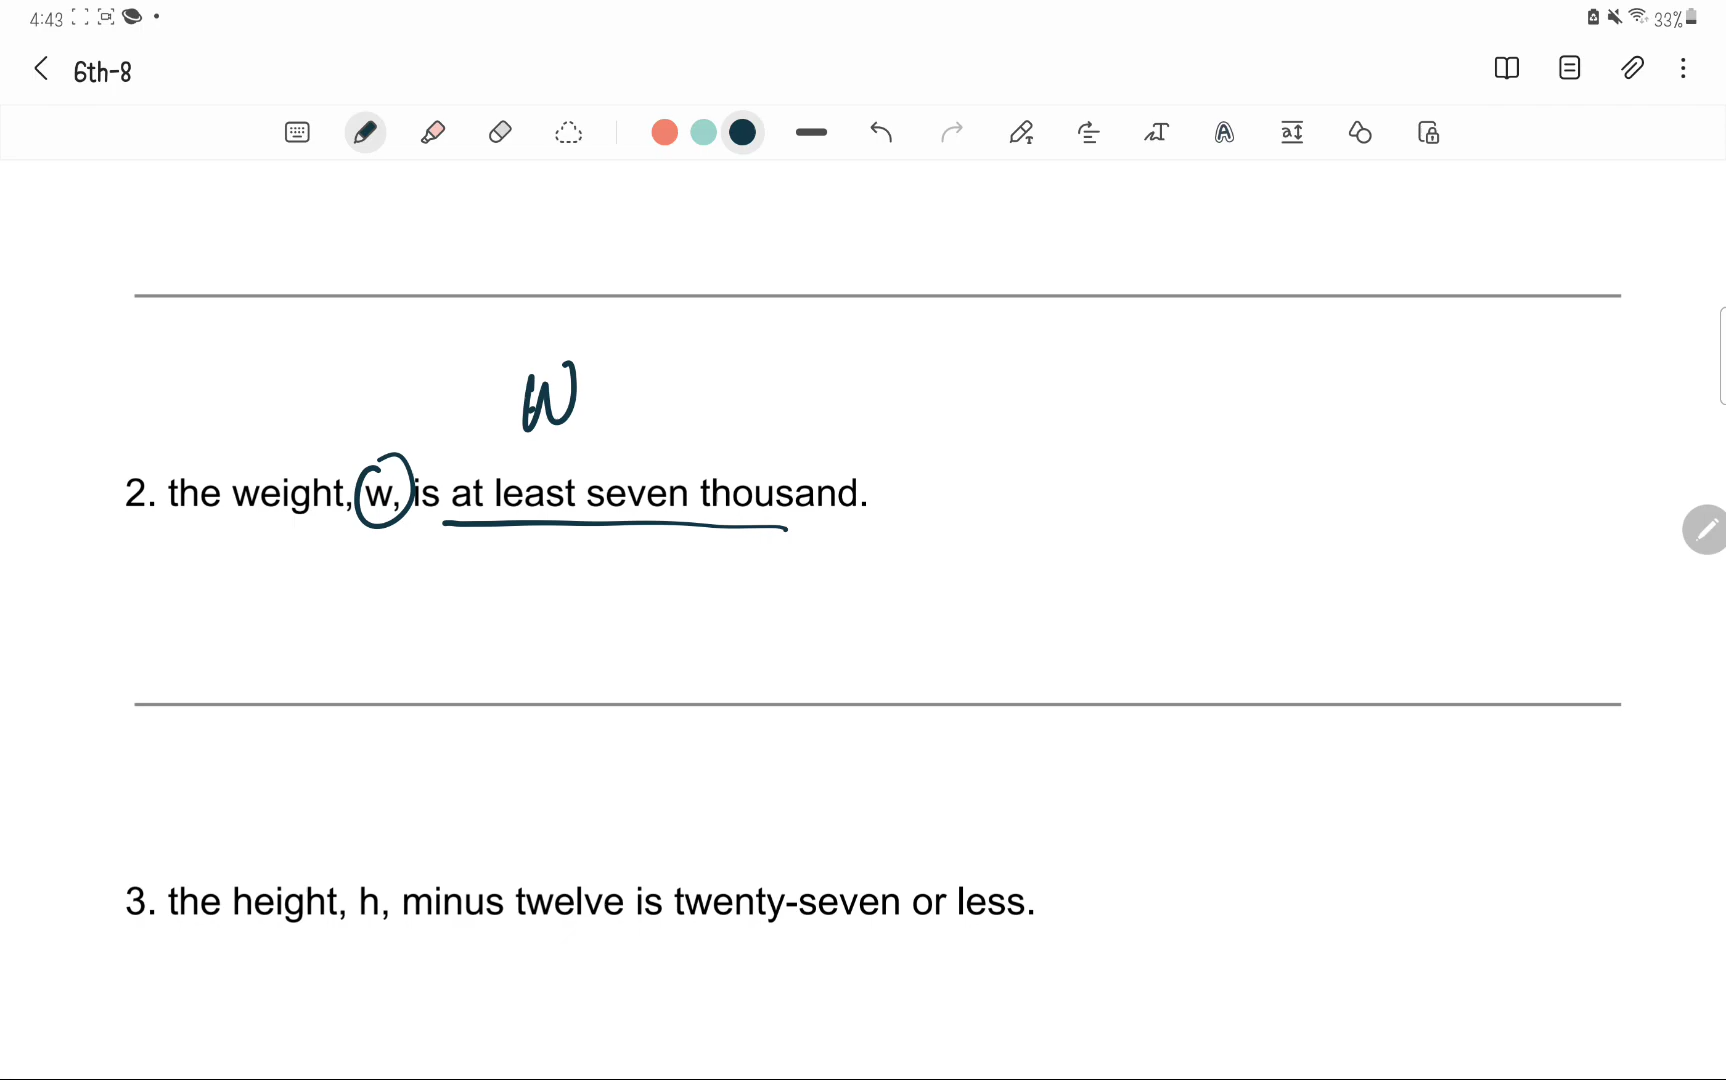 4:43
33%
6th-8
W
2. the weight, w, is at least seven thousand.
3. the height, h, minus twelve is twenty-seven or less.